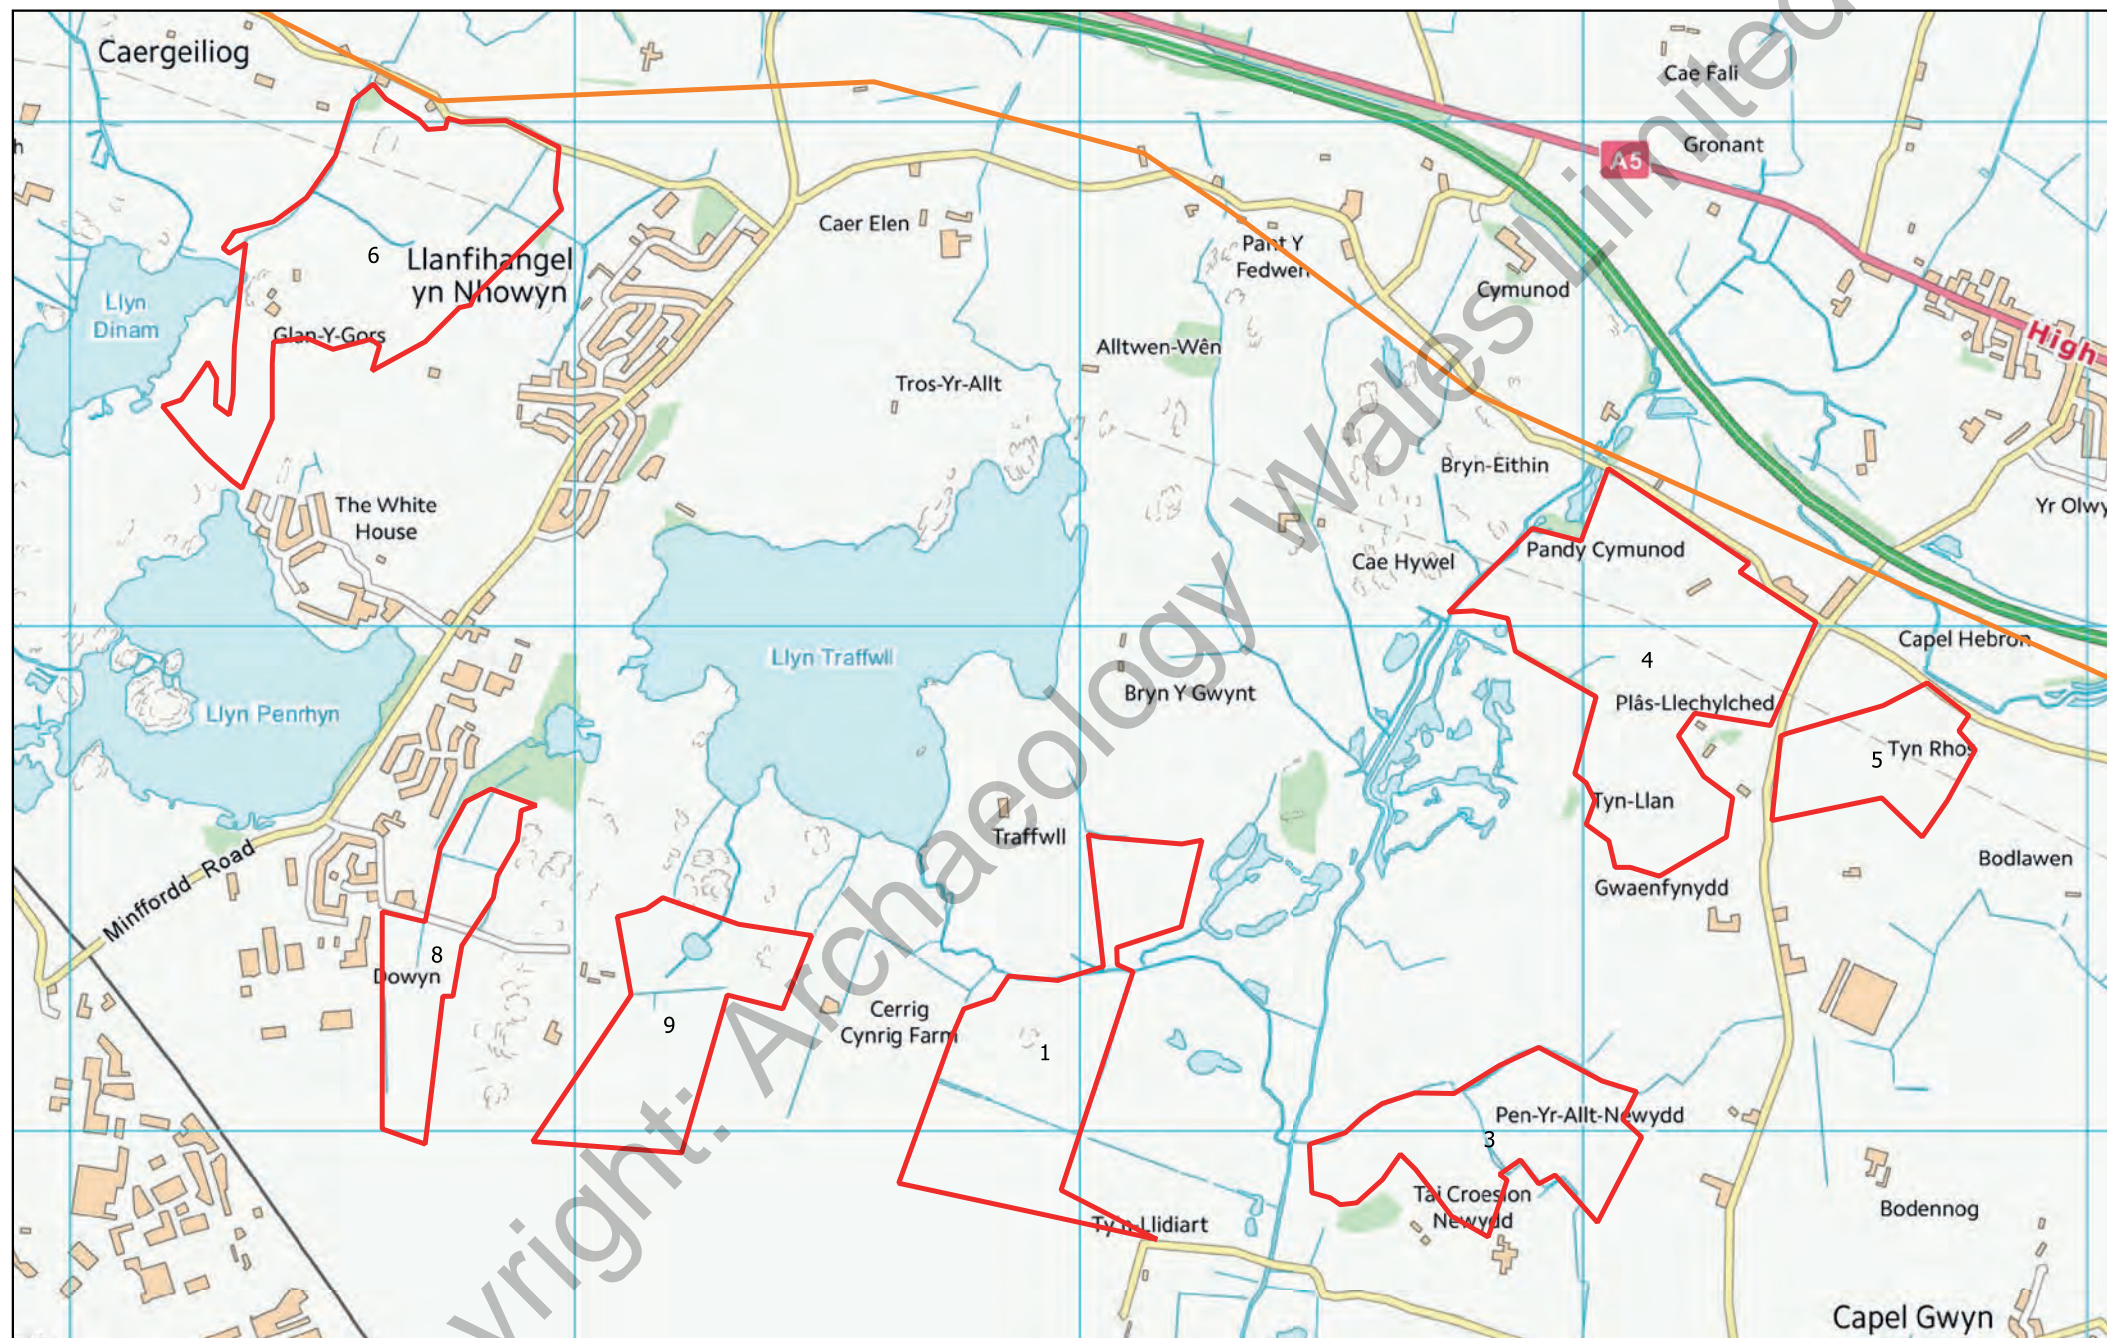 Caergeiliog
Cae Fali
Gronant
A5
h
Caer Elen
Pant Y
Fedwen
6
Llanfihangel
yn Nhowyn
Cymunod
Llyn
Dinam
Glan-Y-Gors
High
Alltwen-Wên
Tros-Yr-Allt
Bryn-Eithin
The White
House
Yr Olwy
Pandy Cymunod
Cae Hywel
Capel Hebron
Llyn Traffwll
4
Bryn Y Gwynt
Plâs-Llechylched
Llyn Penrhyn
Tyn Rhos
5
Tyn-Llan
Traffwll
Bodlawen
Minffordd Road
Gwaenfynydd
8
Dowyn
Cerrig
Cynrig Farm
9
1
Pen-Yr-Allt-Newydd
3
Tai Croesion
Newydd
Bodennog
Ty'n-Llidiart
Capel Gwyn
vright: Archaeology Wales Limited